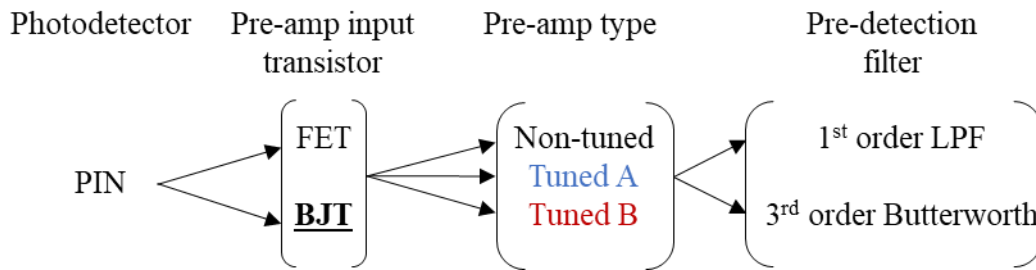 Photodetector
Pre-amp input
transistor
Pre-amp type
Pre-detection
filter
PIN
FET
BJT
Non-tuned
Tuned A
Tuned B
1st order LPF
3rd order Butterworth